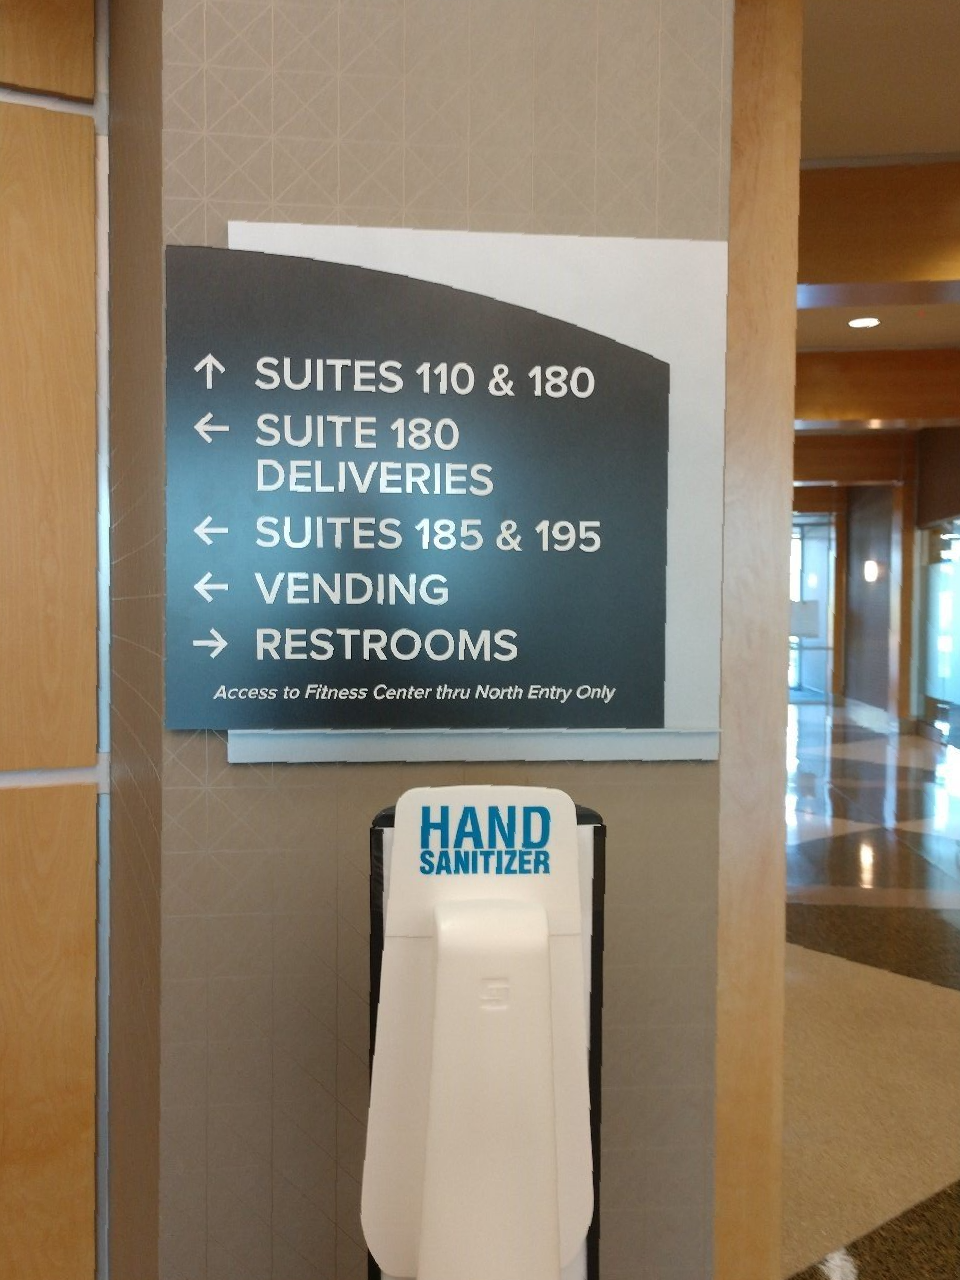 ↑ SUITES 110 & 180
← SUITE 180
DELIVERIES
← SUITES 185 & 195
← VENDING
→ RESTROOMS
Access to Fitness Center thru North Entry Only
HAND
SANITIZER